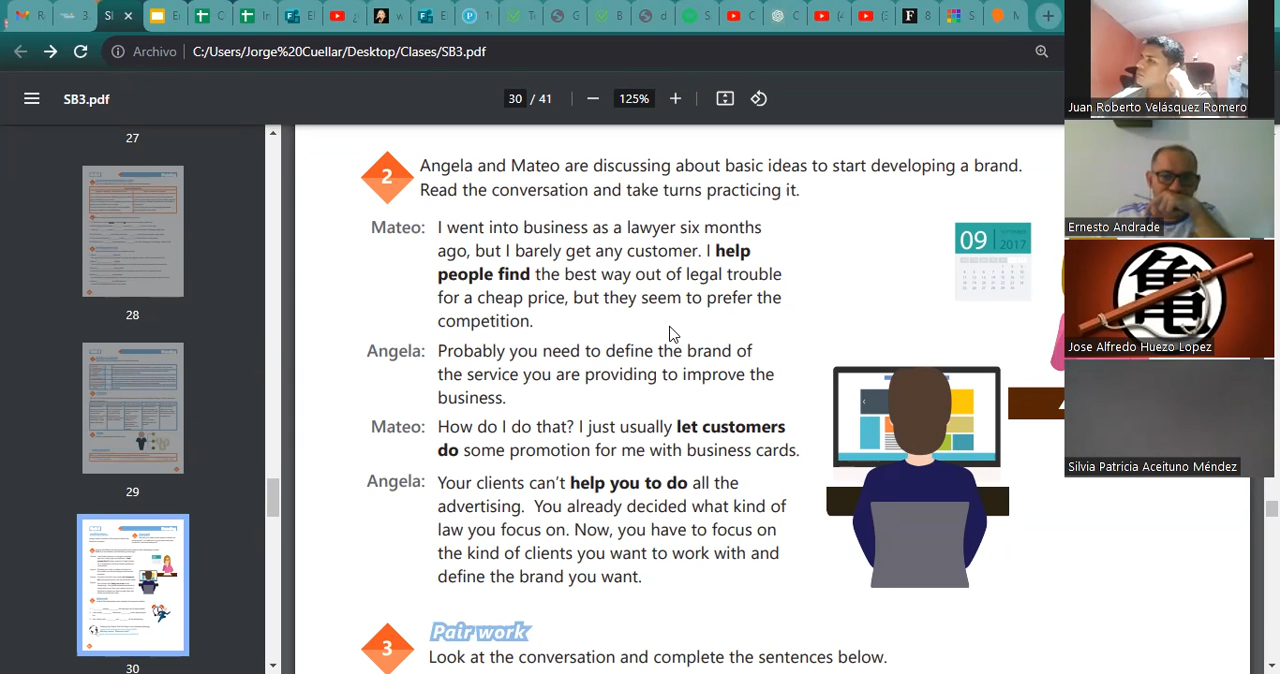 R
3
SI
E
C
Ir
E
¿
v
E
1
T
G
B
d
S
C
C
(
(
F
8
S
M
Archivo C:/Users/Jorge%20Cuellar/Desktop/Clases/SB3.pdf
SB3.pdf
30 / 41
125%
27
28
29
30
2
Angela and Mateo are discussing about basic ideas to start developing a brand.
Read the conversation and take turns practicing it.
Mateo: I went into business as a lawyer six months
ago, but I barely get any customer. I help
people find the best way out of legal trouble
for a cheap price, but they seem to prefer the
competition.
Angela: Probably you need to define the brand of
the service you are providing to improve the
business.
Mateo: How do I do that? I just usually let customers
do some promotion for me with business cards.
Angela: Your clients can't help you to do all the
advertising. You already decided what kind of
law you focus on. Now, you have to focus on
the kind of clients you want to work with and
define the brand you want.
09
2017
3
Pair work
Look at the conversation and complete the sentences below.
Juan Roberto Velásquez Romero
Ernesto Andrade
亀
Jose Alfredo Huezo Lopez
Silvia Patricia Aceituno Méndez